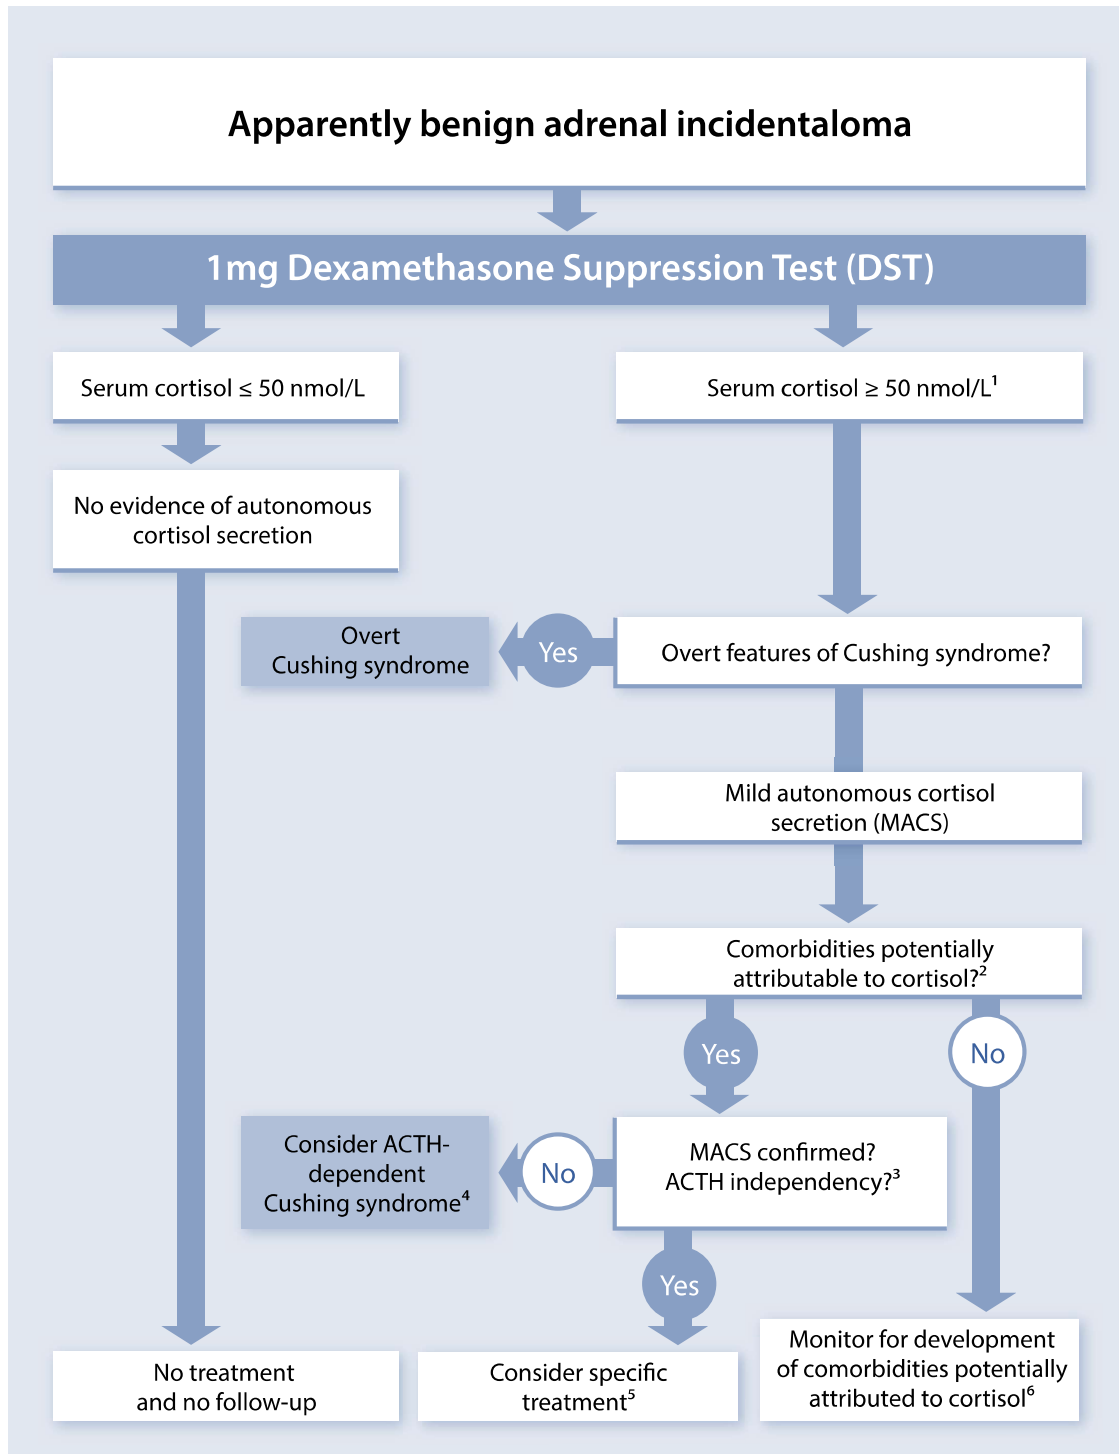 Apparently benign adrenal incidentaloma
1mg Dexamethasone Suppression Test (DST)
Serum cortisol ≤ 50 nmol/L
Serum cortisol ≥ 50 nmol/L¹
No evidence of autonomous
cortisol secretion
Overt
Cushing syndrome
Yes
Overt features of Cushing syndrome?
Mild autonomous cortisol
secretion (MACS)
Comorbidities potentially
attributable to cortisol?²
Yes
No
Consider ACTH-
dependent
Cushing syndrome⁴
No
MACS confirmed?
ACTH independency?³
Yes
No treatment
and no follow-up
Consider specific
treatment⁵
Monitor for development
of comorbidities potentially
attributed to cortisol⁶